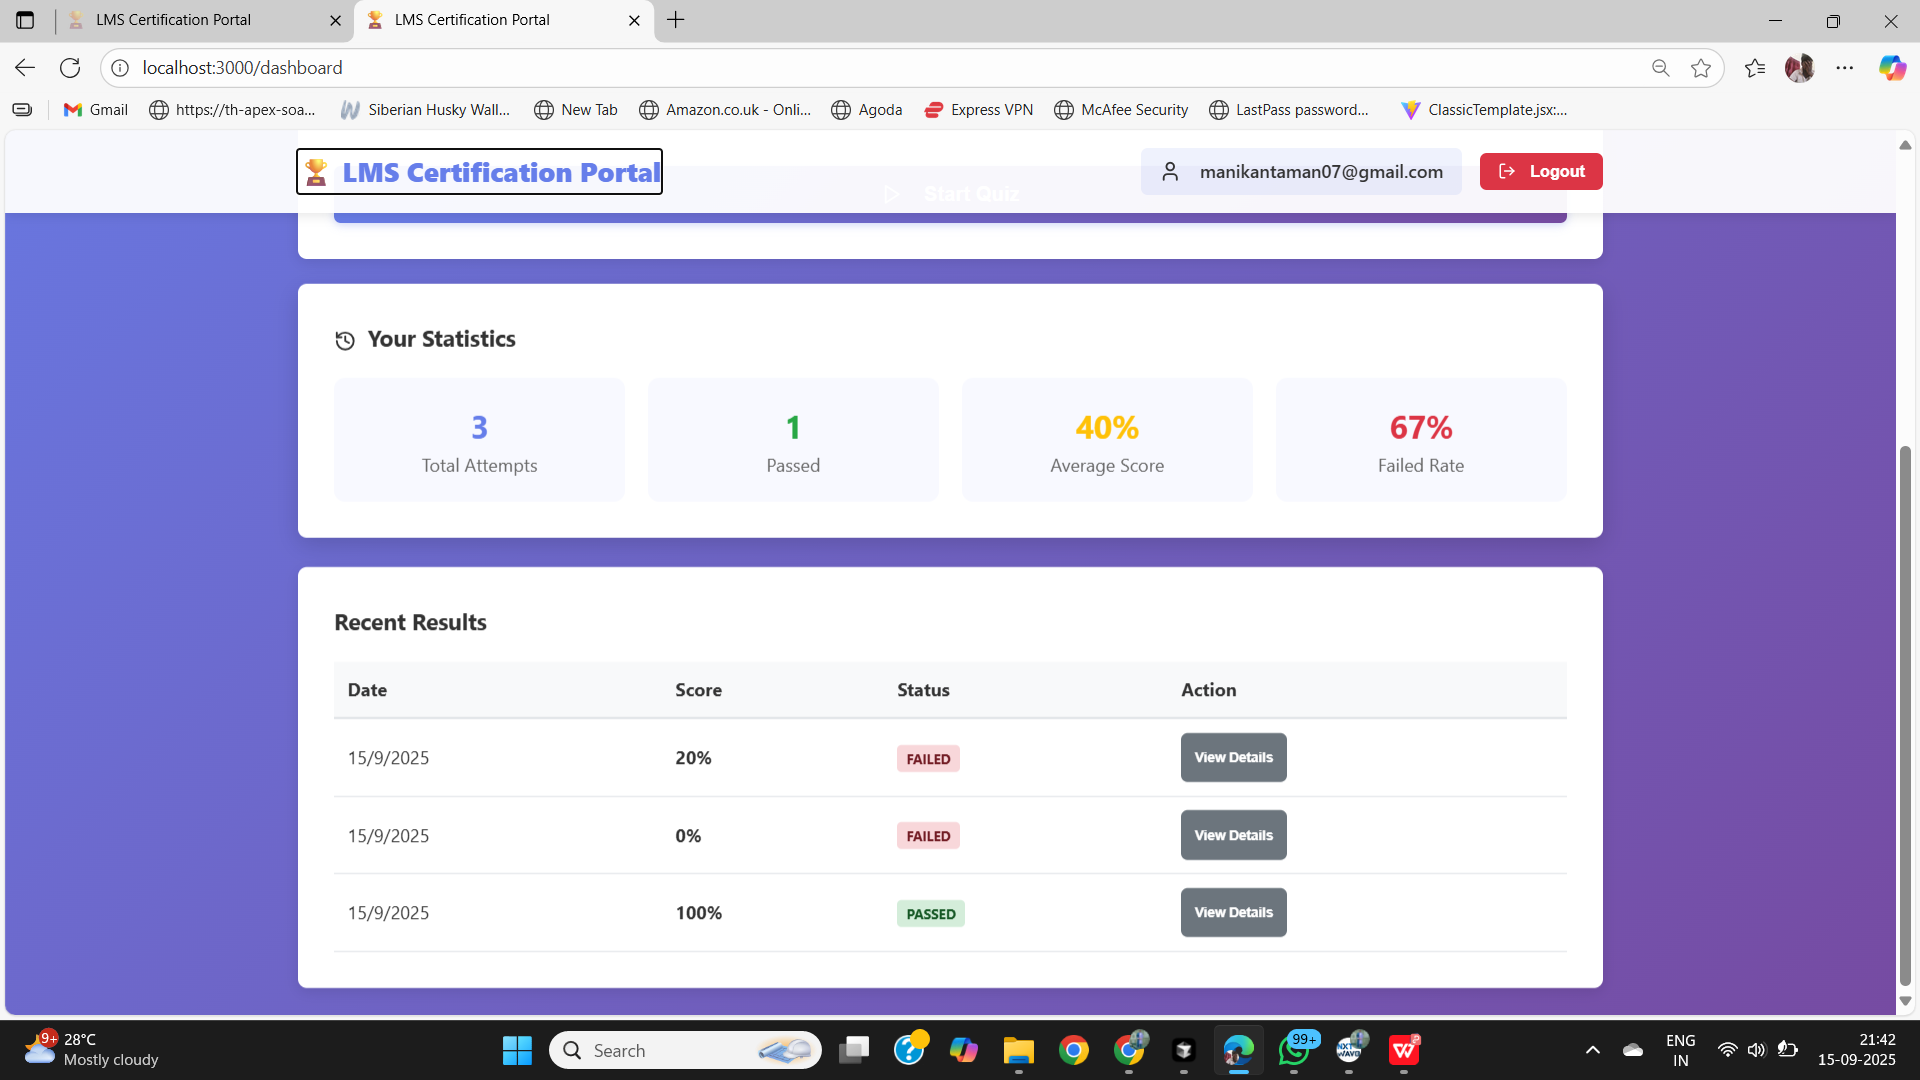 LMS Certification Portal
LMS Certification Portal
localhost:3000/dashboard
Gmail
https://th-apex-soa...
Siberian Husky Wall...
New Tab
Amazon.co.uk - Onli...
Agoda
Express VPN
McAfee Security
LastPass password...
ClassicTemplate.jsx:...
LMS Certification Portal
Start Quiz
manikantaman07@gmail.com
Logout
Your Statistics
3
Total Attempts
1
Passed
40%
Average Score
67%
Failed Rate
Recent Results
Date Score Status Action
15/9/2025 20% FAILED View Details
15/9/2025 0% FAILED View Details
15/9/2025 100% PASSED View Details
9+
28°C
Mostly cloudy
Search
99+
NXT
WAVE
ENG
IN
21:42
15-09-2025